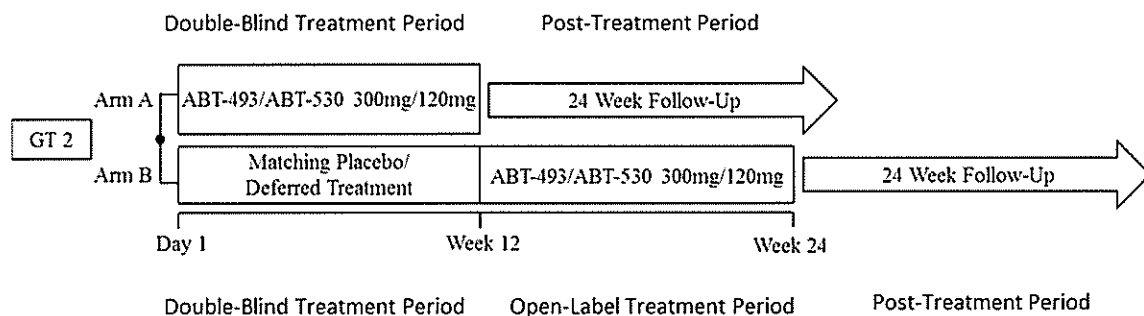 Double-Blind Treatment Period
Post-Treatment Period
Arm A
ABT-493/ABT-530 300mg/120mg
24 Week Follow-Up
GT 2
Arm B
Matching Placebo/
Deferred Treatment
ABT-493/ABT-530 300mg/120mg
24 Week Follow-Up
Day 1
Week 12
Week 24
Double-Blind Treatment Period
Open-Label Treatment Period
Post-Treatment Period